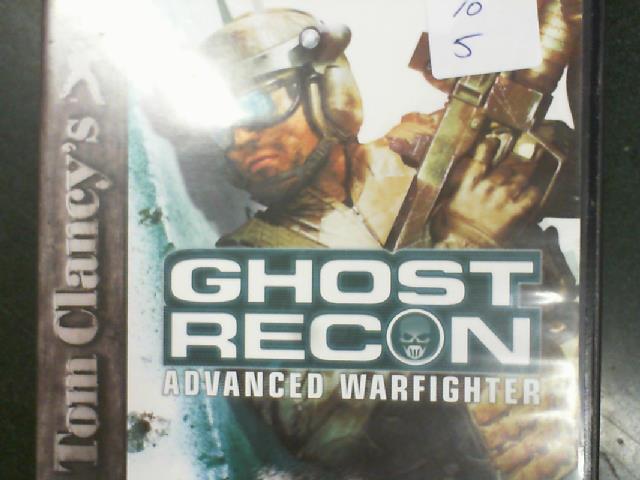 10
5
Tom Clancy's
GHOST
RECON
ADVANCED WARFIGHTER